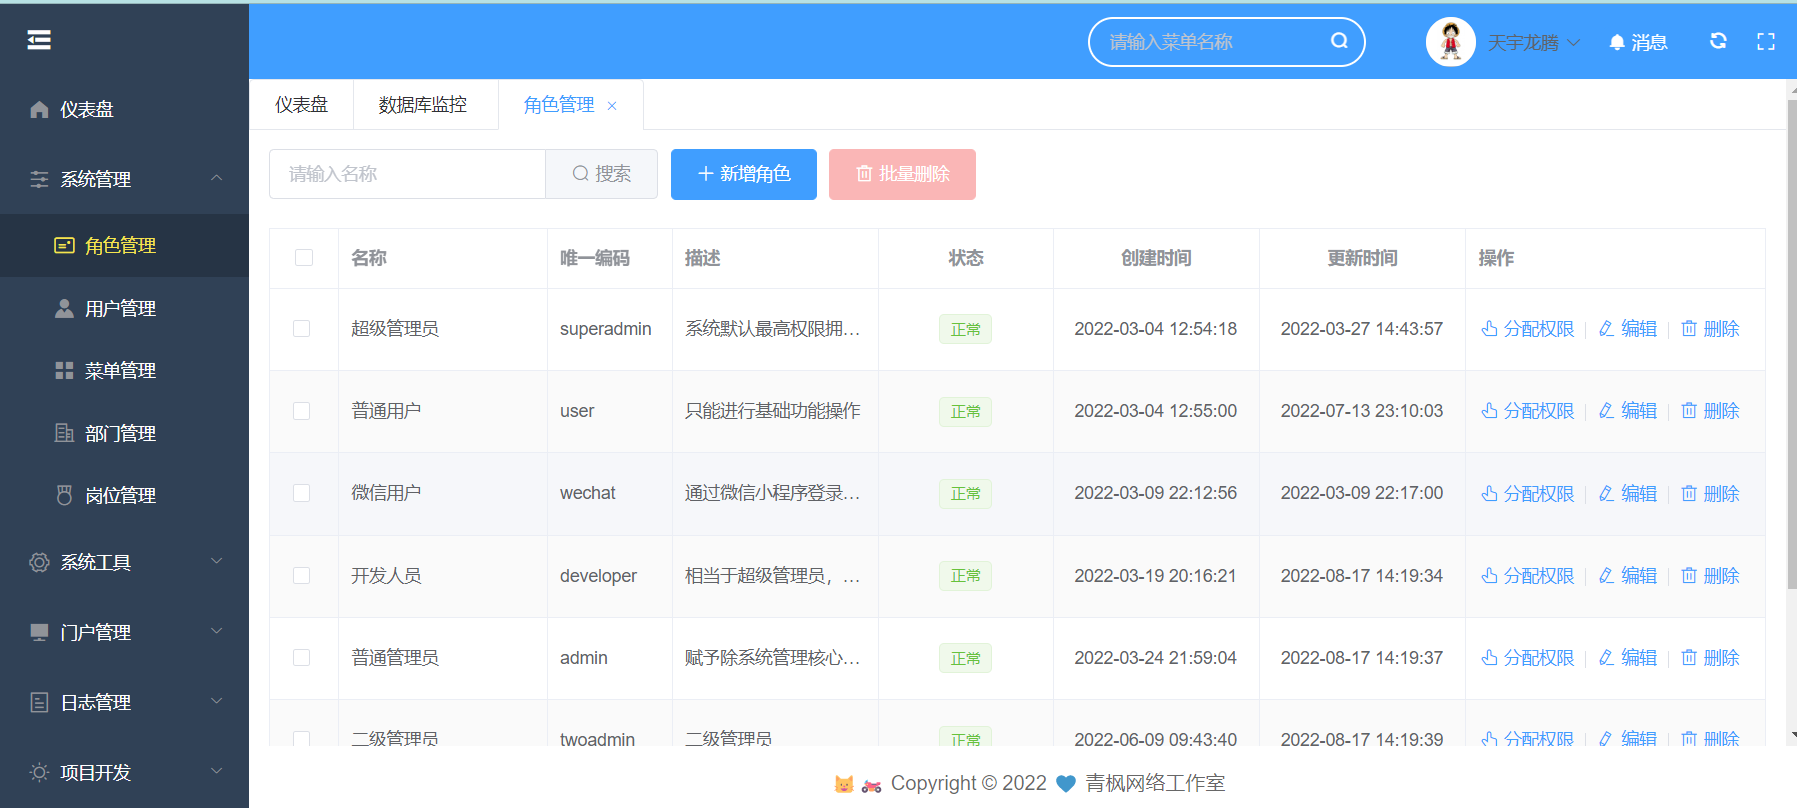 请输入菜单名称
天宇龙腾
消息
仪表盘
系统管理
角色管理
用户管理
菜单管理
部门管理
岗位管理
系统工具
门户管理
日志管理
项目开发
仪表盘 数据库监控 角色管理 ×
请输入名称 搜索 新增角色 批量删除
名称 唯一编码 描述 状态 创建时间 更新时间 操作
超级管理员 superadmin 系统默认最高权限拥... 正常 2022-03-04 12:54:18 2022-03-27 14:43:57 分配权限 编辑 删除
普通用户 user 只能进行基础功能操作 正常 2022-03-04 12:55:00 2022-07-13 23:10:03 分配权限 编辑 删除
微信用户 wechat 通过微信小程序登录... 正常 2022-03-09 22:12:56 2022-03-09 22:17:00 分配权限 编辑 删除
开发人员 developer 相当于超级管理员，... 正常 2022-03-19 20:16:21 2022-08-17 14:19:34 分配权限 编辑 删除
普通管理员 admin 赋予除系统管理核心... 正常 2022-03-24 21:59:04 2022-08-17 14:19:37 分配权限 编辑 删除
二级管理员 twoadmin 二级管理员 正常 2022-06-09 09:43:40 2022-08-17 14:19:39 分配权限 编辑 删除
Copyright © 2022 青枫网络工作室